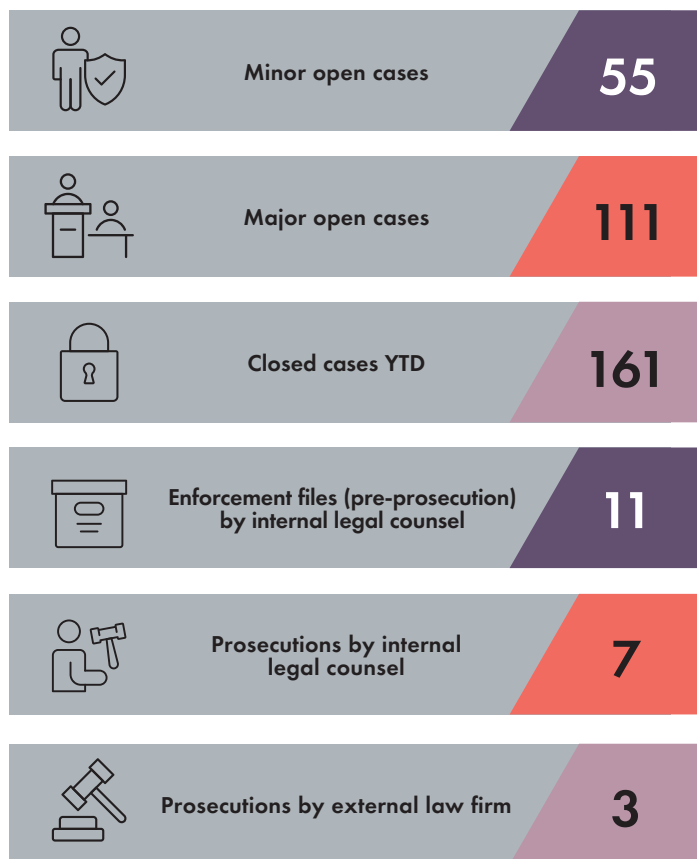 Minor open cases
55
Major open cases
111
Closed cases YTD
161
Enforcement files (pre-prosecution)
by internal legal counsel
11
Prosecutions by internal
legal counsel
7
Prosecutions by external law firm
3